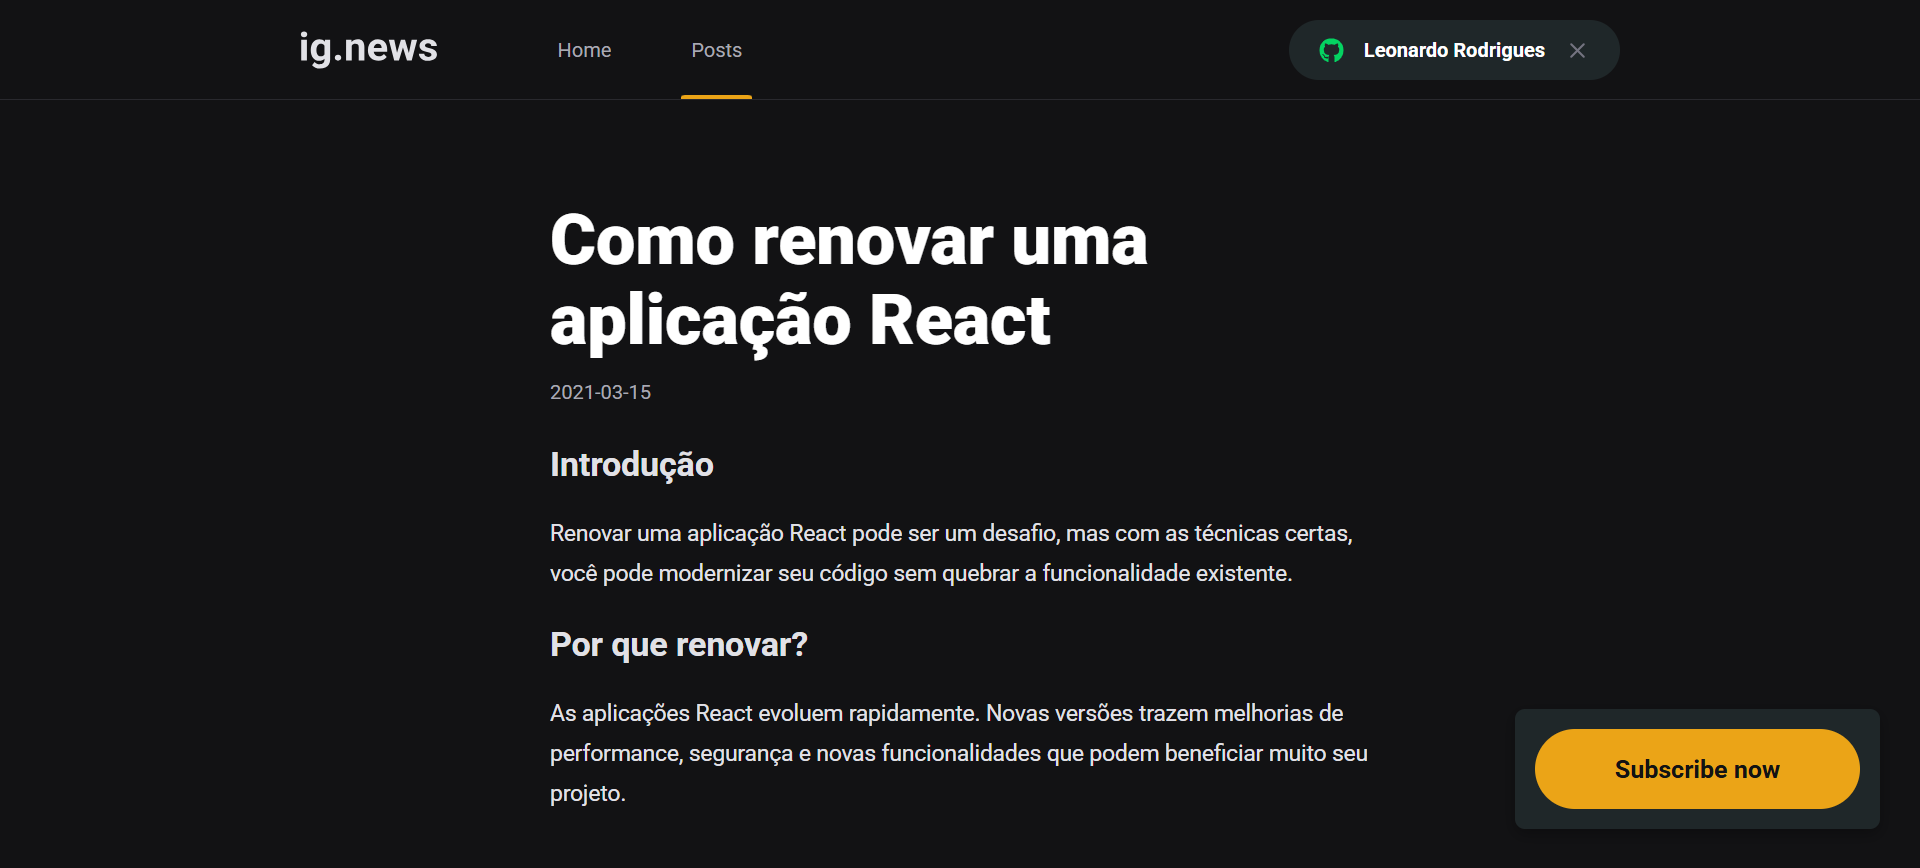 ig.news
Home
Posts
Leonardo Rodrigues
Como renovar uma
aplicação React
2021-03-15
Introdução
Renovar uma aplicação React pode ser um desafio, mas com as técnicas certas,
você pode modernizar seu código sem quebrar a funcionalidade existente.
Por que renovar?
As aplicações React evoluem rapidamente. Novas versões trazem melhorias de
performance, segurança e novas funcionalidades que podem beneficiar muito seu
projeto.
Subscribe now